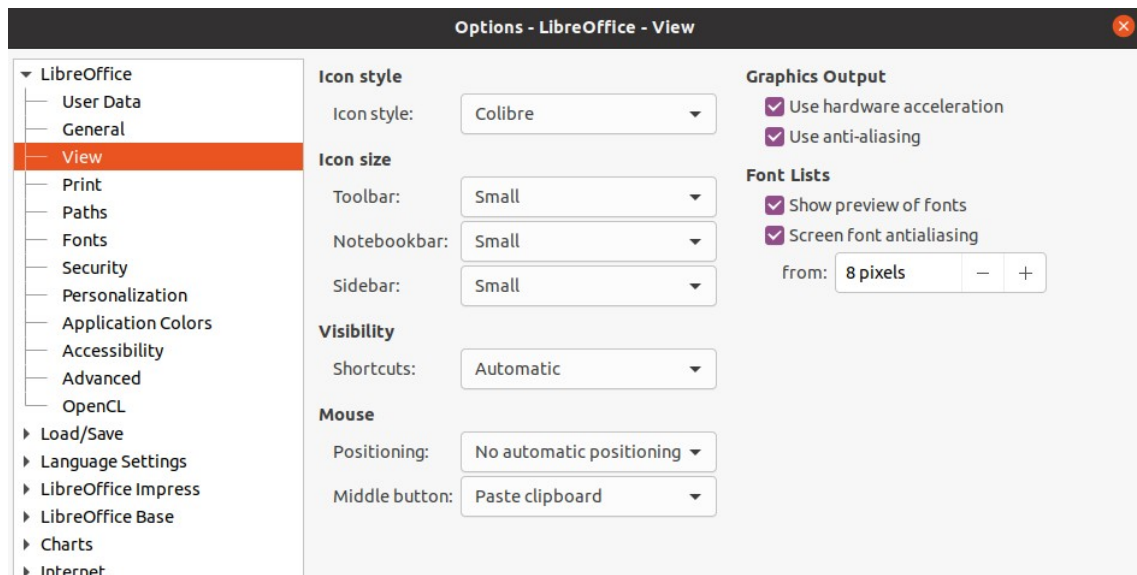 Options - LibreOffice - View
LibreOffice
User Data
General
View
Print
Paths
Fonts
Security
Personalization
Application Colors
Accessibility
Advanced
OpenCL
Load/Save
Language Settings
LibreOffice Impress
LibreOffice Base
Charts
Internet
Icon style
Icon style: Colibre
Icon size
Toolbar: Small
Notebookbar: Small
Sidebar: Small
Visibility
Shortcuts: Automatic
Mouse
Positioning: No automatic positioning
Middle button: Paste clipboard
Graphics Output
Use hardware acceleration
Use anti-aliasing
Font Lists
Show preview of fonts
Screen font antialiasing
from: 8 pixels